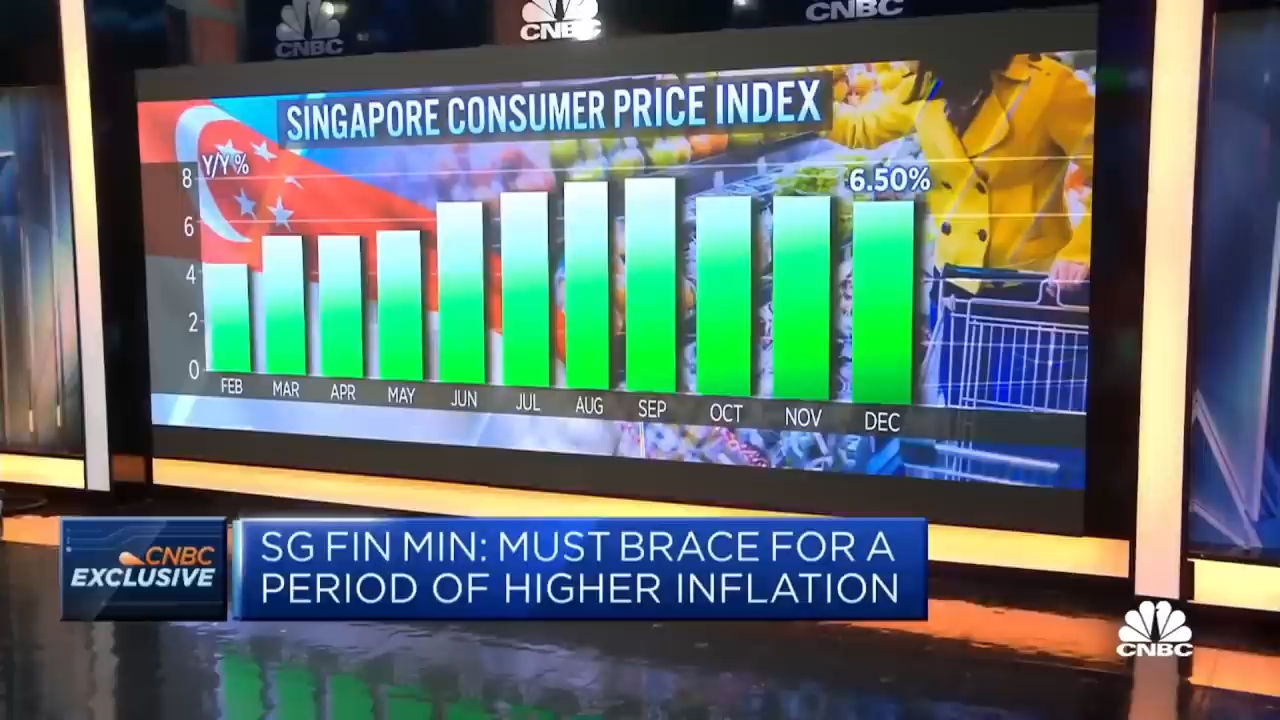 CNBC
CNBC
CNBC
SINGAPORE CONSUMER PRICE INDEX
Y/Y %
8
6
4
2
0
6.50%
FEB
MAR
APR
MAY
JUN
JUL
AUG
SEP
OCT
NOV
DEC
CNBC
EXCLUSIVE
SG FIN MIN: MUST BRACE FOR A
PERIOD OF HIGHER INFLATION
CNBC